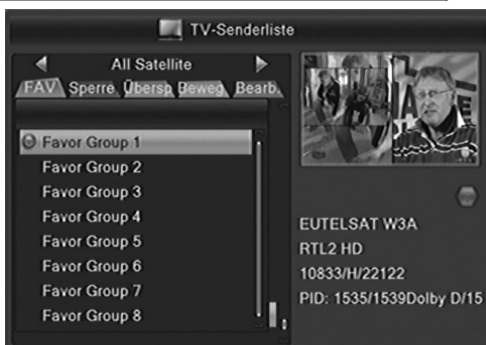 TV-Senderliste
All Satellite
FAV Sperre Übersp Beweg Bearb.
Favor Group 1
Favor Group 2
Favor Group 3
Favor Group 4
Favor Group 5
Favor Group 6
Favor Group 7
Favor Group 8
EUTELSAT W3A
RTL2 HD
10833/H/22122
PID: 1535/1539Dolby D/15